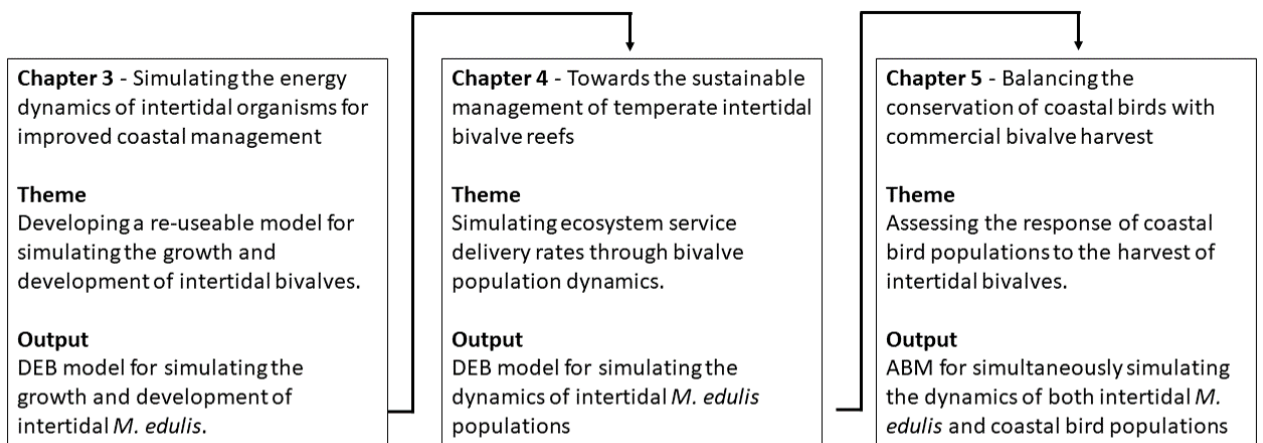 Chapter 3 - Simulating the energy
dynamics of intertidal organisms for
improved coastal management
Theme
Developing a re-useable model for
simulating the growth and
development of intertidal bivalves.
Output
DEB model for simulating the
growth and development of
intertidal M. edulis.
Chapter 4 - Towards the sustainable
management of temperate intertidal
bivalve reefs
Theme
Simulating ecosystem service
delivery rates through bivalve
population dynamics.
Output
DEB model for simulating the
dynamics of intertidal M. edulis
populations
Chapter 5 - Balancing the
conservation of coastal birds with
commercial bivalve harvest
Theme
Assessing the response of coastal
bird populations to the harvest of
intertidal bivalves.
Output
ABM for simultaneously simulating
the dynamics of both intertidal M.
edulis and coastal bird populations